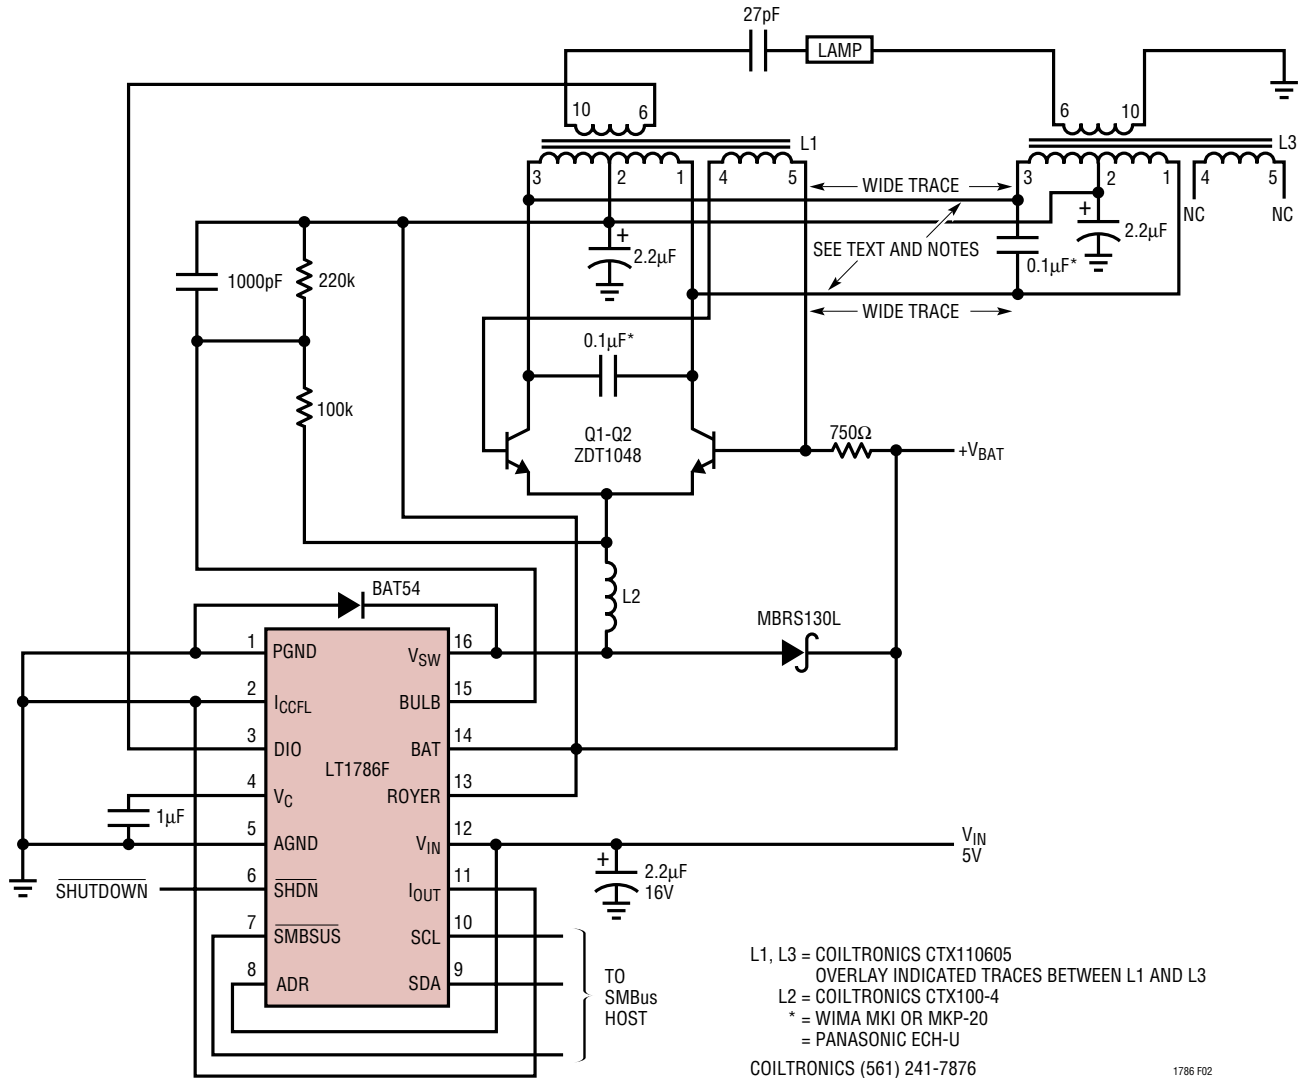 27pF
LAMP
10
6
6
10
L1
L3
3
2
1
4
5
WIDE TRACE
3
2
1
4
5
NC
NC
+
2.2µF
SEE TEXT AND NOTES
+
2.2µF
0.1µF*
1000pF
220k
WIDE TRACE
0.1µF*
100k
Q1-Q2
ZDT1048
750Ω
+VBAT
BAT54
L2
MBRS130L
1
PGND
VSW
16
2
ICCFL
BULB
15
3
DIO
BAT
14
LT1786F
4
VC
ROYER
13
1µF
5
AGND
VIN
12
VIN
5V
+
2.2µF
16V
SHUTDOWN
6
SHDN
IOUT
11
7
SMBSUS
SCL
10
8
ADR
SDA
9
TO
SMBus
HOST
L1, L3 = COILTRONICS CTX110605
OVERLAY INDICATED TRACES BETWEEN L1 AND L3
L2 = COILTRONICS CTX100-4
* = WIMA MKI OR MKP-20
= PANASONIC ECH-U
COILTRONICS (561) 241-7876
1786 F02